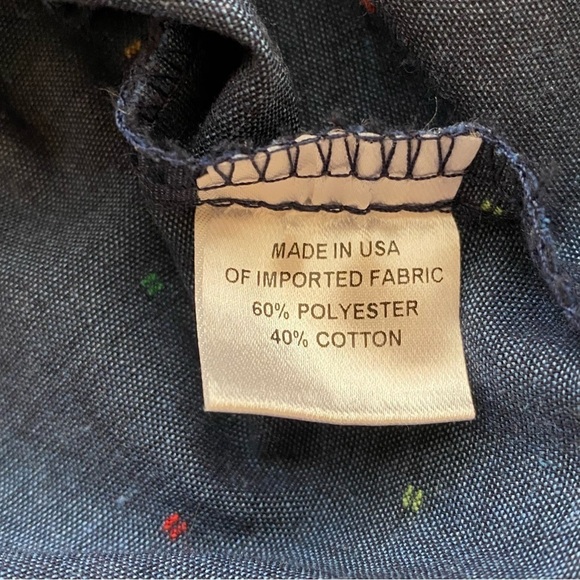 MADE IN USA
OF IMPORTED FABRIC
60% POLYESTER
40% COTTON